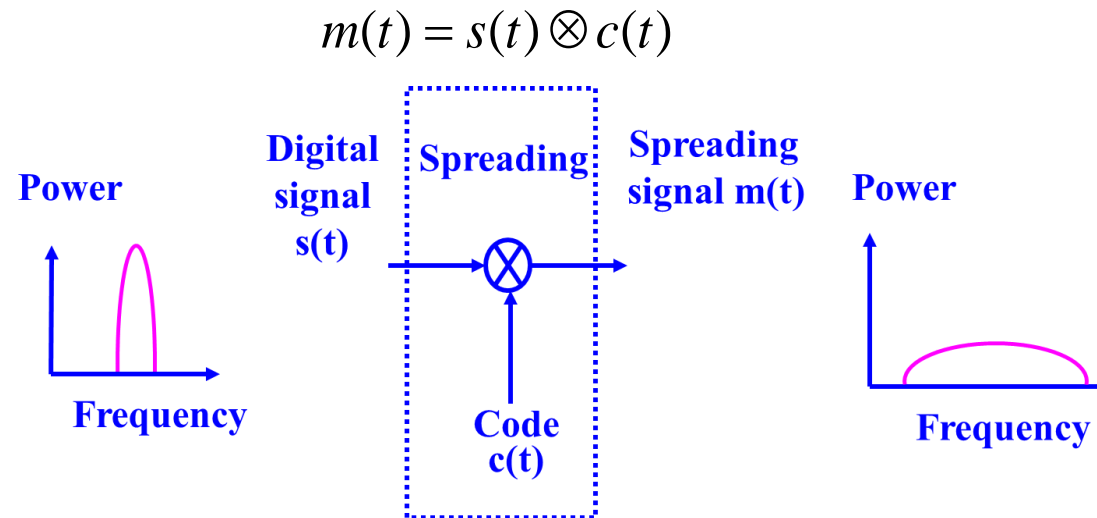 m(t) = s(t) ⊗ c(t)
Power
Frequency
Digital
signal
s(t)
Spreading
Code
c(t)
Spreading
signal m(t)
Power
Frequency